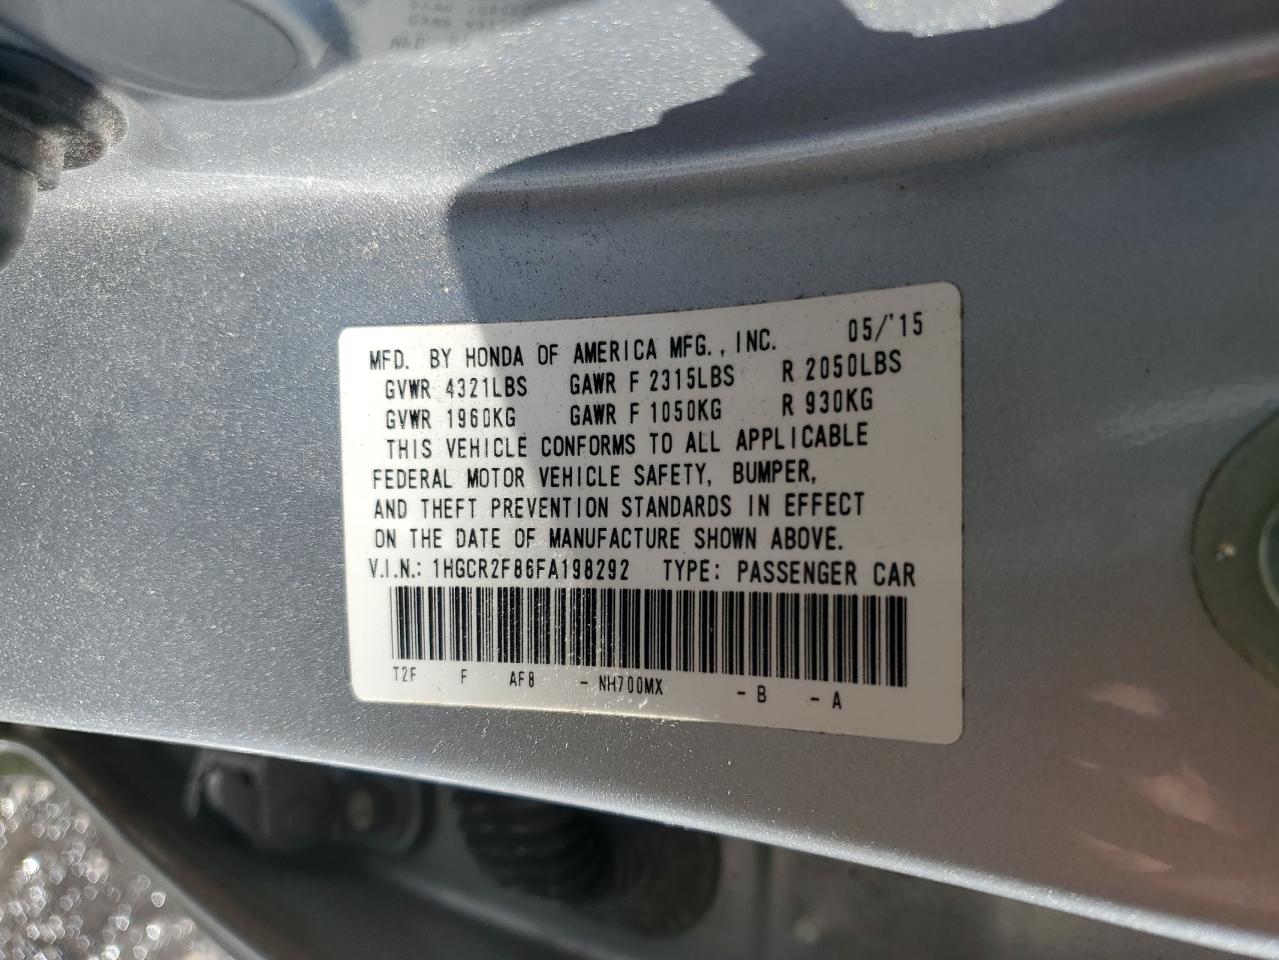 MFD. BY HONDA OF AMERICA MFG., INC. 05/'15
GVWR 4321LBS GAWR F 2315LBS R 2050LBS
GVWR 1960KG GAWR F 1050KG R 930KG
THIS VEHICLE CONFORMS TO ALL APPLICABLE
FEDERAL MOTOR VEHICLE SAFETY, BUMPER,
AND THEFT PREVENTION STANDARDS IN EFFECT
ON THE DATE OF MANUFACTURE SHOWN ABOVE.
V.I.N.: 1HGCR2F86FA198292 TYPE: PASSENGER CAR
T2F F AF8 - NH700MX - B - A